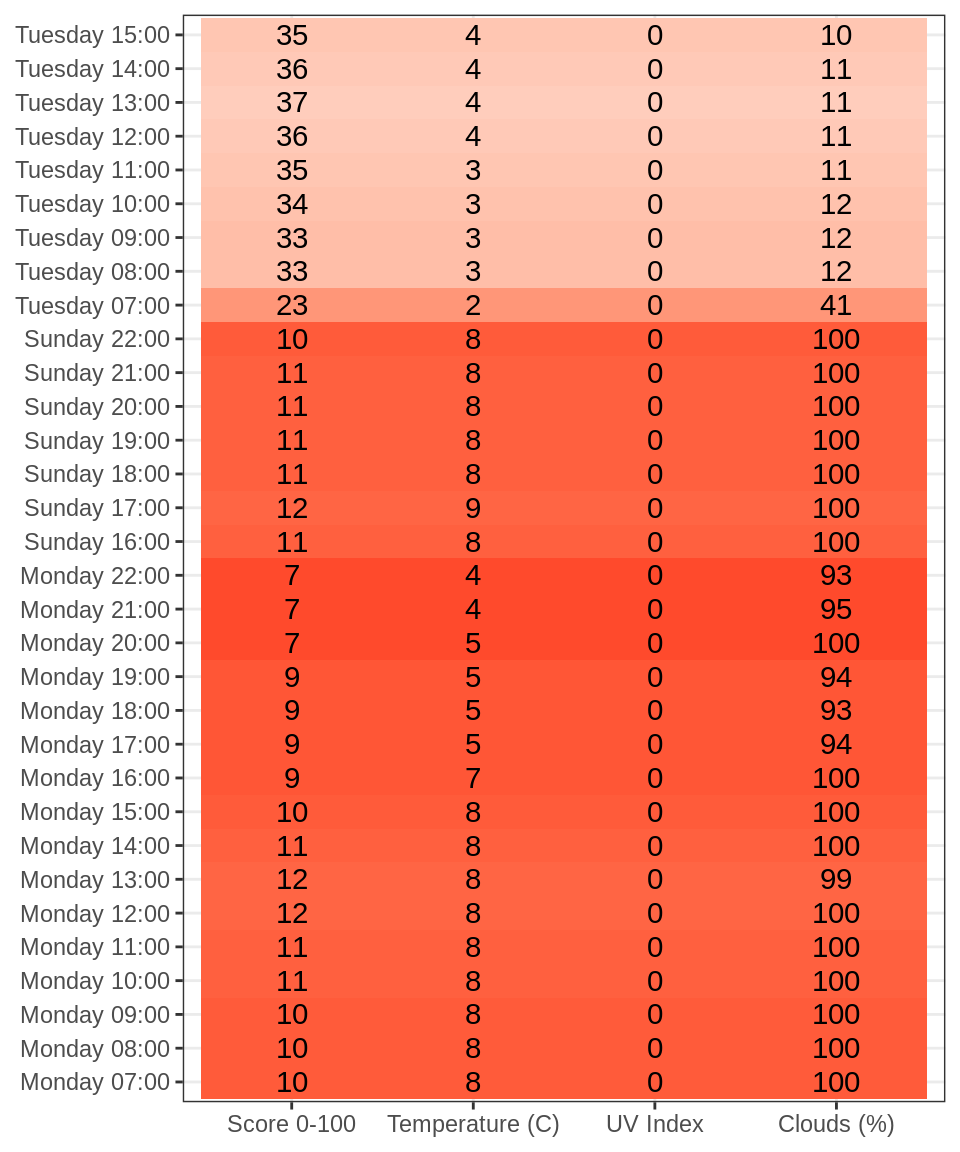 Tuesday 15:00 35 4 0 10
Tuesday 14:00 36 4 0 11
Tuesday 13:00 37 4 0 11
Tuesday 12:00 36 4 0 11
Tuesday 11:00 35 3 0 11
Tuesday 10:00 34 3 0 12
Tuesday 09:00 33 3 0 12
Tuesday 08:00 33 3 0 12
Tuesday 07:00 23 2 0 41
Sunday 22:00 10 8 0 100
Sunday 21:00 11 8 0 100
Sunday 20:00 11 8 0 100
Sunday 19:00 11 8 0 100
Sunday 18:00 11 8 0 100
Sunday 17:00 12 9 0 100
Sunday 16:00 11 8 0 100
Monday 22:00 7 4 0 93
Monday 21:00 7 4 0 95
Monday 20:00 7 5 0 100
Monday 19:00 9 5 0 94
Monday 18:00 9 5 0 93
Monday 17:00 9 5 0 94
Monday 16:00 9 7 0 100
Monday 15:00 10 8 0 100
Monday 14:00 11 8 0 100
Monday 13:00 12 8 0 99
Monday 12:00 12 8 0 100
Monday 11:00 11 8 0 100
Monday 10:00 11 8 0 100
Monday 09:00 10 8 0 100
Monday 08:00 10 8 0 100
Monday 07:00 10 8 0 100
Score 0-100 Temperature (C) UV Index Clouds (%)